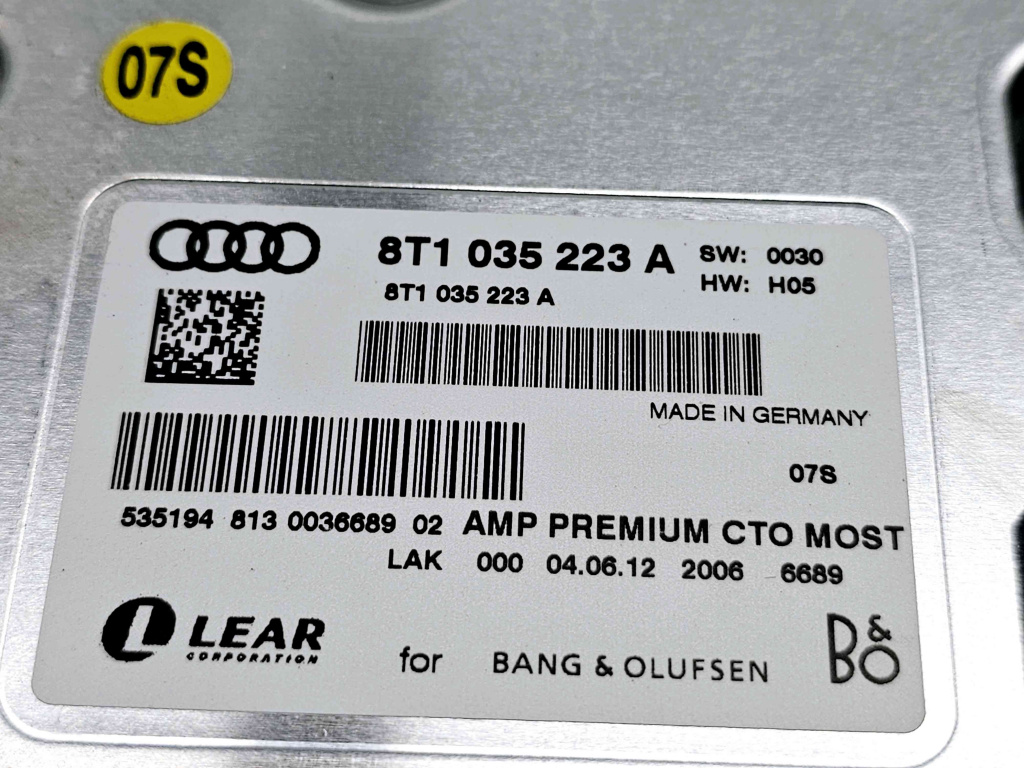 07S
8T1 035 223 A SW: 0030
8T1 035 223 A HW: H05
MADE IN GERMANY
07S
535194 813 0036689 02 AMP PREMIUM CTO MOST
LAK 000 04.06.12 2006 6689
L LEAR
CORPORATION
for BANG & OLUFSEN B&O